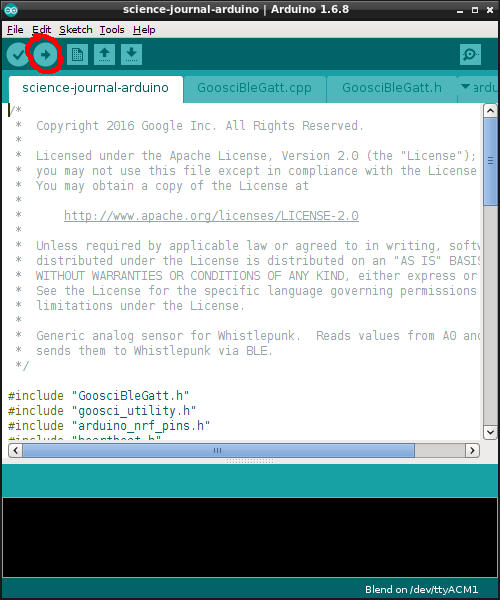 science-journal-arduino | Arduino 1.6.8
File Edit Sketch Tools Help
science-journal-arduino GoosciBleGatt.cpp GoosciBleGatt.h ardu
/*
* Copyright 2016 Google Inc. All Rights Reserved.
*
* Licensed under the Apache License, Version 2.0 (the "License");
* you may not use this file except in compliance with the License
* You may obtain a copy of the License at
*
* http://www.apache.org/licenses/LICENSE-2.0
*
* Unless required by applicable law or agreed to in writing, softw
* distributed under the License is distributed on an "AS IS" BASIS
* WITHOUT WARRANTIES OR CONDITIONS OF ANY KIND, either express or
* See the License for the specific language governing permissions
* limitations under the License.
*
* Generic analog sensor for Whistlepunk. Reads values from A0 and
* sends them to Whistlepunk via BLE.
*/
#include "GoosciBleGatt.h"
#include "goosci_utility.h"
#include "arduino_nrf_pins.h"
#include "heartbeat.h"
Blend on /dev/ttyACM1